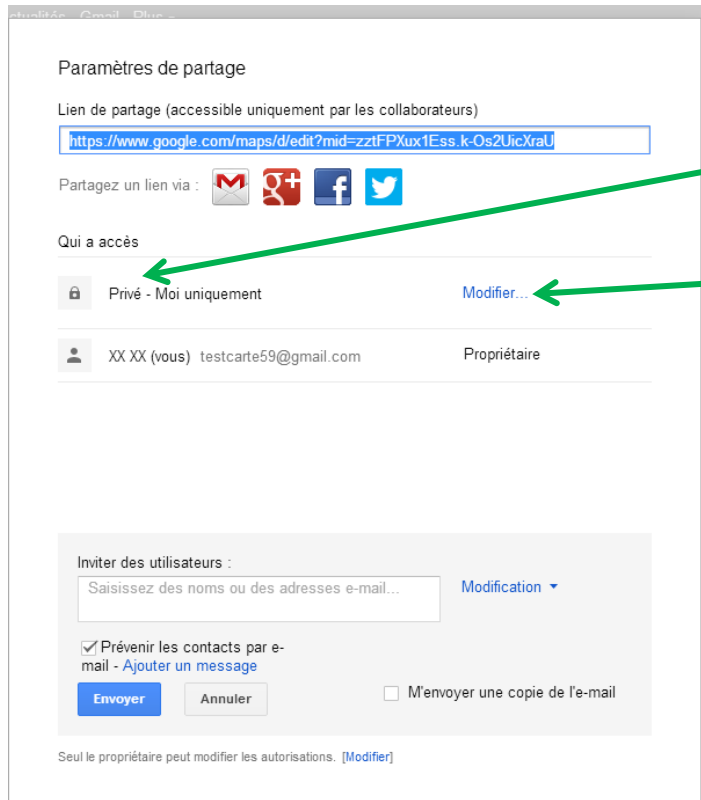 Actualités Gmail Plus
Paramètres de partage
Lien de partage (accessible uniquement par les collaborateurs)
https://www.google.com/maps/d/edit?mid=zztFPXux1Ess.k-Os2UicXraU
Partagez un lien via :
Qui a accès
Privé - Moi uniquement Modifier...
XX XX (vous) testcarte59@gmail.com Propriétaire
Inviter des utilisateurs :
Saisissez des noms ou des adresses e-mail... Modification
Prévenir les contacts par e-
mail - Ajouter un message
Envoyer Annuler M'envoyer une copie de l'e-mail
Seul le propriétaire peut modifier les autorisations. [Modifier]